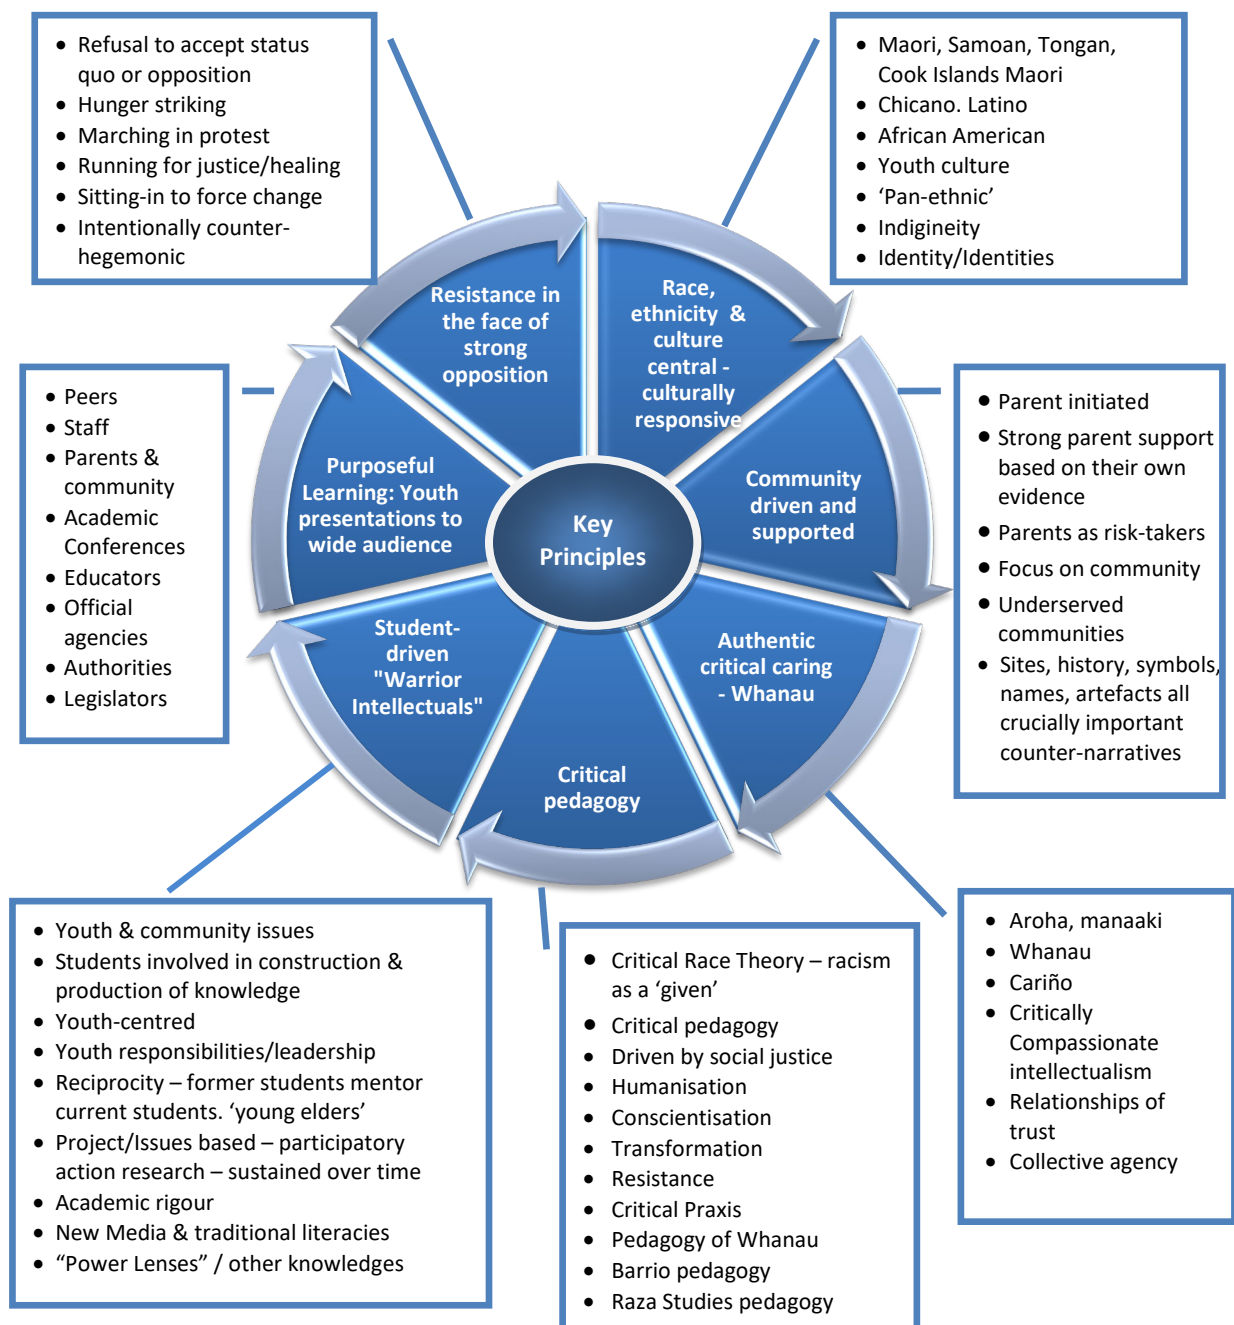 • Refusal to accept status
quo or opposition
• Hunger striking
• Marching in protest
• Running for justice/healing
• Sitting-in to force change
• Intentionally counter-
hegemonic
• Maori, Samoan, Tongan,
Cook Islands Maori
• Chicano. Latino
• African American
• Youth culture
• ‘Pan-ethnic’
• Indigineity
• Identity/Identities
Resistance in
the face of
strong
opposition
Race,
ethnicity &
culture
central -
culturally
responsive
• Peers
• Staff
• Parents &
community
• Academic
Conferences
• Educators
• Official
agencies
• Authorities
• Legislators
Purposeful
Learning: Youth
presentations to
wide audience
Key
Principles
Community
driven and
supported
• Parent initiated
• Strong parent support
based on their own
evidence
• Parents as risk-takers
• Focus on community
• Underserved
communities
• Sites, history, symbols,
names, artefacts all
crucially important
counter-narratives
Student-
driven
"Warrior
Intellectuals"
Authentic
critical caring
- Whanau
Critical
pedagogy
• Youth & community issues
• Students involved in construction &
production of knowledge
• Youth-centred
• Youth responsibilities/leadership
• Reciprocity – former students mentor
current students. ‘young elders’
• Project/Issues based – participatory
action research – sustained over time
• Academic rigour
• New Media & traditional literacies
• “Power Lenses” / other knowledges
• Critical Race Theory – racism
as a ‘given’
• Critical pedagogy
• Driven by social justice
• Humanisation
• Conscientisation
• Transformation
• Resistance
• Critical Praxis
• Pedagogy of Whanau
• Barrio pedagogy
• Raza Studies pedagogy
• Aroha, manaaki
• Whanau
• Cariño
• Critically
Compassionate
intellectualism
• Relationships of
trust
• Collective agency